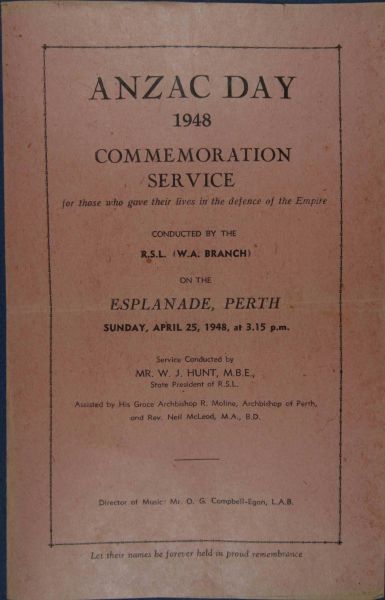 ANZAC DAY
1948
COMMEMORATION
SERVICE
for those who gave their lives in the defence of the Empire
CONDUCTED BY THE
R.S.L. (W.A. BRANCH)
ON THE
ESPLANADE, PERTH
SUNDAY, APRIL 25, 1948, at 3.15 p.m.
Service Conducted by
MR. W. J. HUNT, M.B.E.,
State President of R.S.L.
Assisted by His Grace Archbishop R. Moline, Archbishop of Perth,
and Rev. Neil McLeod, M.A., B.D.
Director of Music: Mr. O. G. Campbell-Egan, L.A.B.
Let their names be forever held in proud remembrance